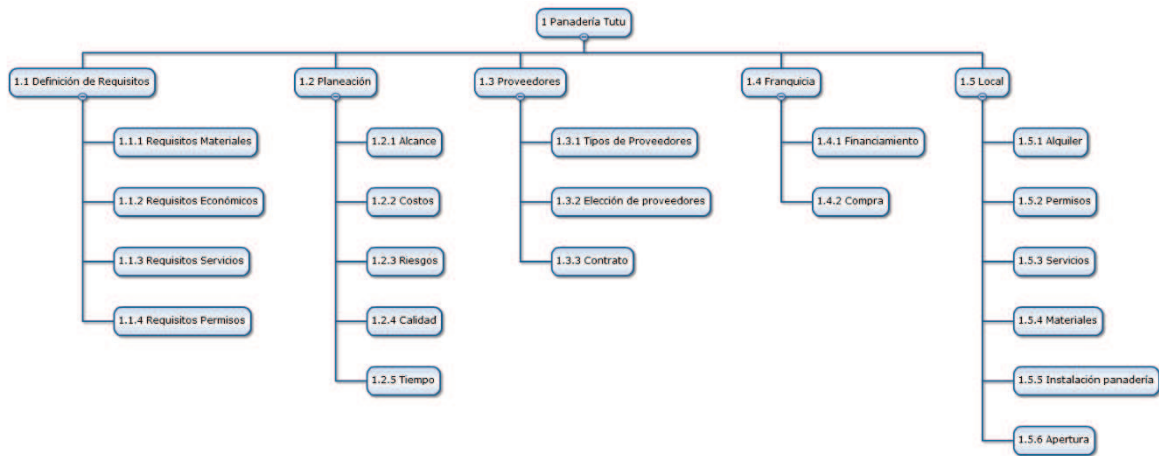 1 Panadería Tutu
1.1 Definición de Requisitos
1.2 Planeación
1.3 Proveedores
1.4 Franquicia
1.5 Local
1.1.1 Requisitos Materiales
1.2.1 Alcance
1.3.1 Tipos de Proveedores
1.4.1 Financiamiento
1.5.1 Alquiler
1.1.2 Requisitos Económicos
1.2.2 Costos
1.3.2 Elección de proveedores
1.4.2 Compra
1.5.2 Permisos
1.1.3 Requisitos Servicios
1.2.3 Riesgos
1.3.3 Contrato
1.5.3 Servicios
1.1.4 Requisitos Permisos
1.2.4 Calidad
1.5.4 Materiales
1.2.5 Tiempo
1.5.5 Instalación panadería
1.5.6 Apertura